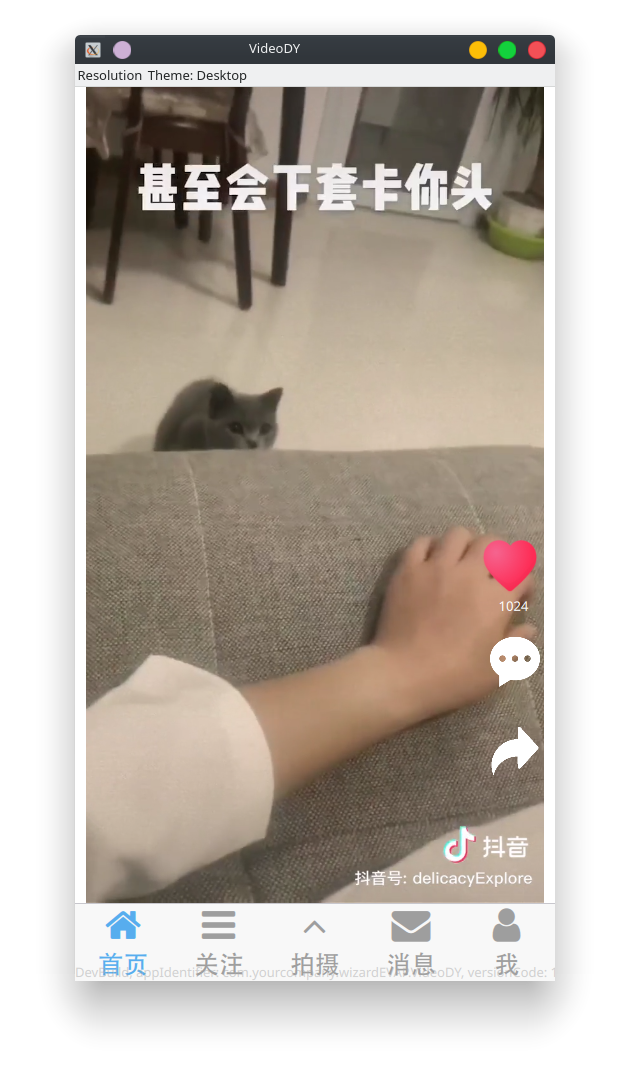 VideoDY
Resolution Theme: Desktop
甚至会下套卡你头
1024
抖音
抖音号: delicacyExplore
首页 关注 拍摄 消息 我